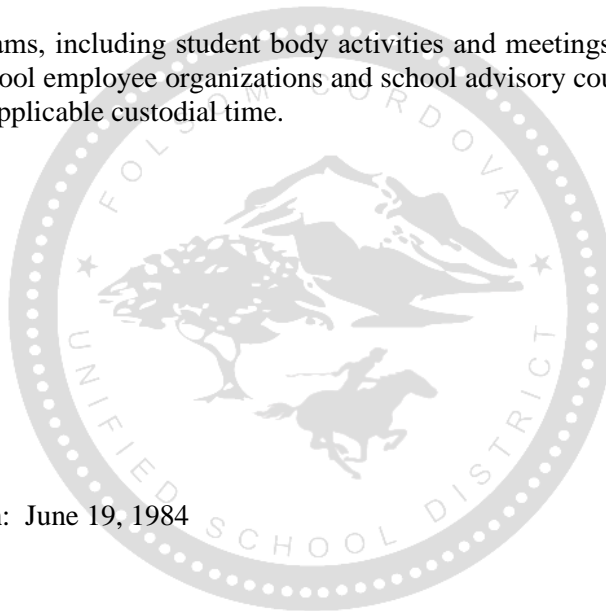 ams, including student body activities and meetings
ool employee organizations and school advisory cou
pplicable custodial time.
FOLSOM CORDOVA
: June 19, 1984
UNIFIED SCHOOL DISTRICT